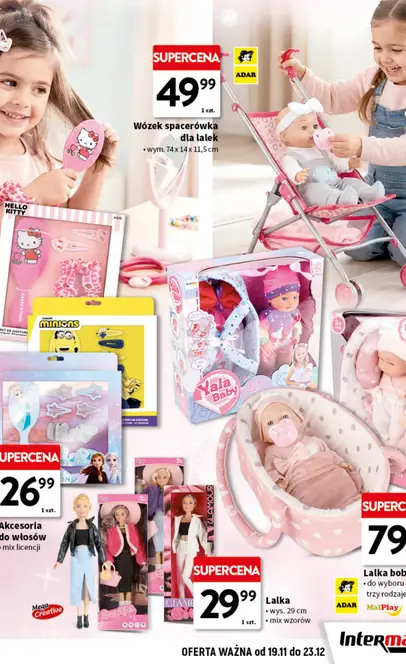 SUPERCENA
ADAR
49 99
1 szt.
Wózek spacerówka
dla lalek
• wym. 74 x 14 x 11,5 cm
HELLO
KITTY
MINIONS
Yala
Baby
SUPERCENA
26 99
1 szt.
Akcesoria
do włosów
• mix licencji
Mega
Creative
GLAMOUR
SUPERCENA
29 99
1 szt.
Lalka
• wys. 29 cm
• mix wzorów
SUPERC
79
Lalka bob
• do wyboru
trzy rodzaje
ADAR
MalPlay
OFERTA WAŻNA od 19.11 do 23.12
Interma